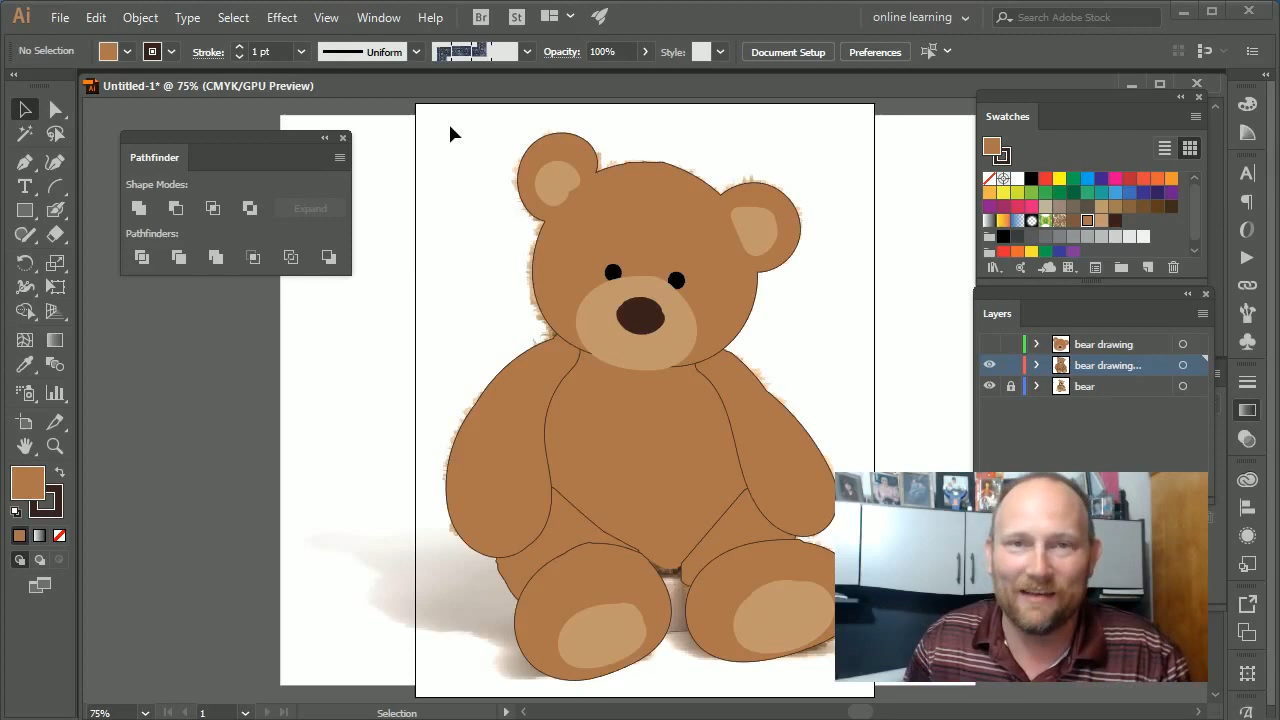 Ai File Edit Object Type Select Effect View Window Help Br St online learning Search Adobe Stock
No Selection Stroke: 1 pt Uniform Opacity: 100% Style: Document Setup Preferences
Untitled-1* @ 75% (CMYK/GPU Preview)
Pathfinder
Shape Modes:
Expand
Pathfinders:
Swatches
Layers
bear drawing
bear drawing...
bear
75% 1 Selection